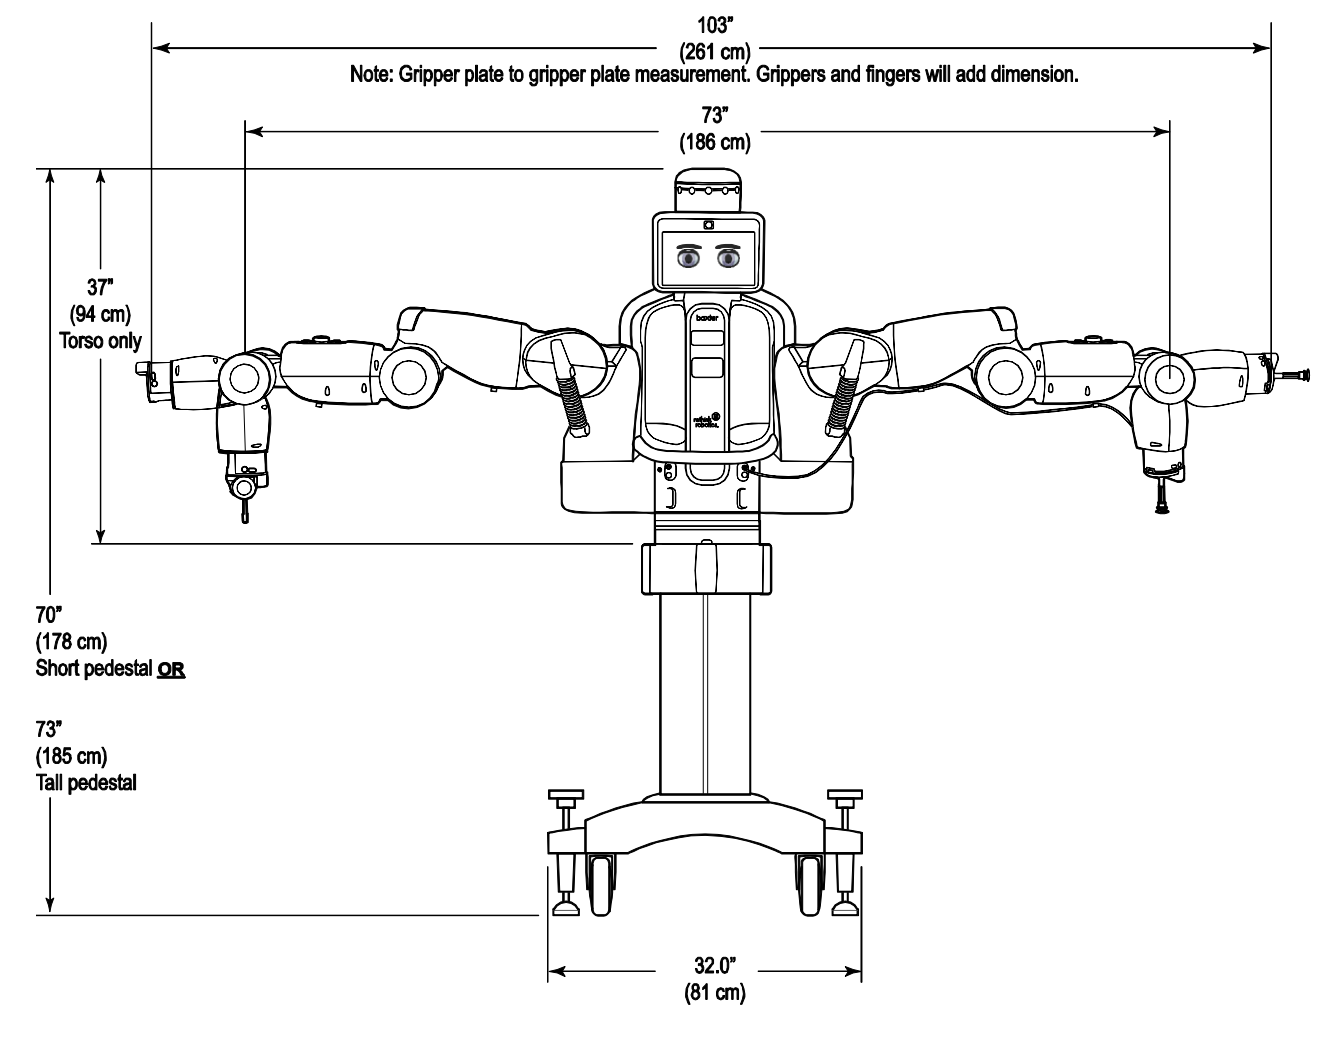 103”
(261 cm)
Note: Gripper plate to gripper plate measurement. Grippers and fingers will add dimension.
73”
(186 cm)
37”
(94 cm)
Torso only
baxter
rethink
robotics.
70”
(178 cm)
Short pedestal OR
73”
(185 cm)
Tall pedestal
32.0”
(81 cm)